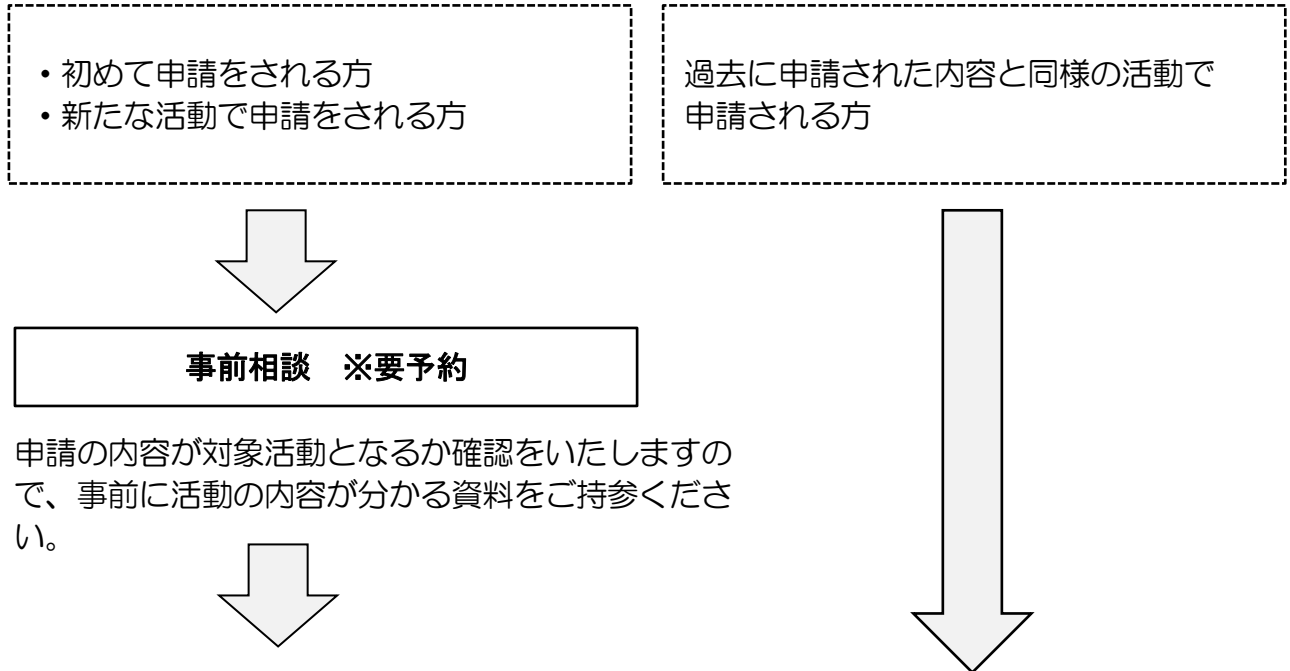 ・初めて申請をされる方
・新たな活動で申請をされる方
過去に申請された内容と同様の活動で
申請される方
事前相談　※要予約
申請の内容が対象活動となるか確認をいたしますの
で、事前に活動の内容が分かる資料をご持参くださ
い。